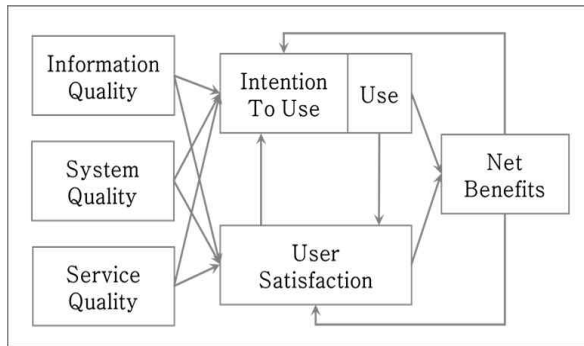 Information
Quality
Intention
To Use
Use
System
Quality
Net
Benefits
Service
Quality
User
Satisfaction